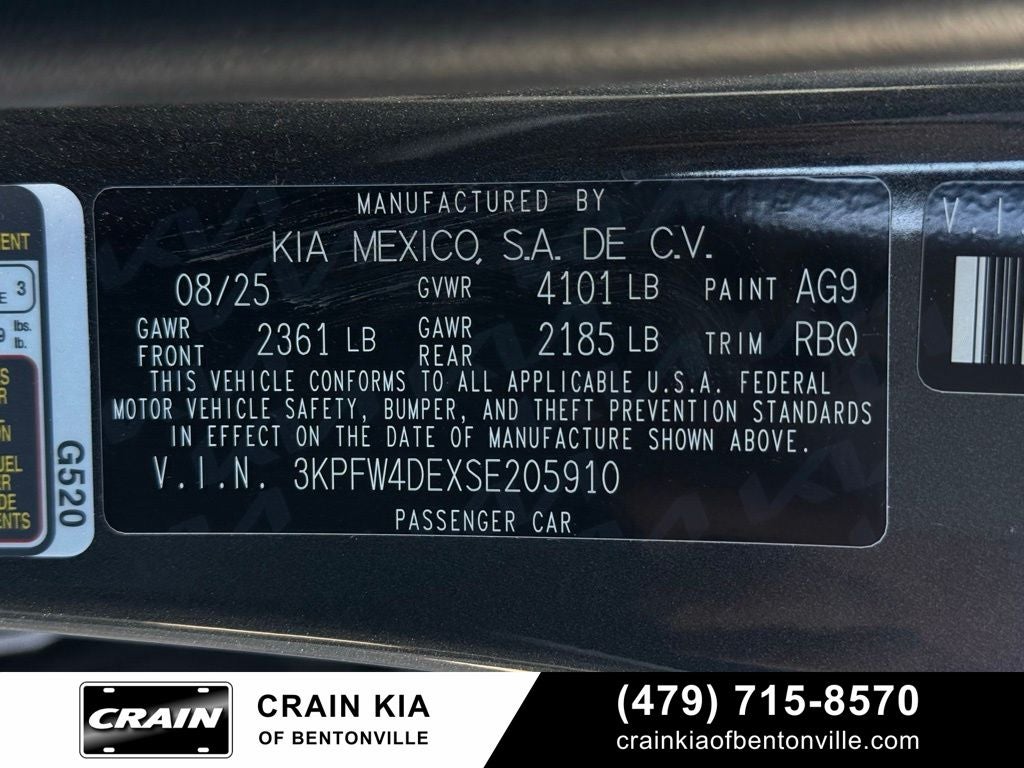 MANUFACTURED BY
KIA MEXICO, S.A. DE C.V.
08/25 GVWR 4101 LB PAINT AG9
GAWR FRONT 2361 LB GAWR REAR 2185 LB TRIM RBQ
THIS VEHICLE CONFORMS TO ALL APPLICABLE U.S.A. FEDERAL
MOTOR VEHICLE SAFETY, BUMPER, AND THEFT PREVENTION STANDARDS
IN EFFECT ON THE DATE OF MANUFACTURE SHOWN ABOVE.
V.I.N. 3KPFW4DEXSE205910
PASSENGER CAR
3
lbs.
lb.
G520
CRAIN
CRAIN KIA
OF BENTONVILLE
(479) 715-8570
crainkiaofbentonville.com